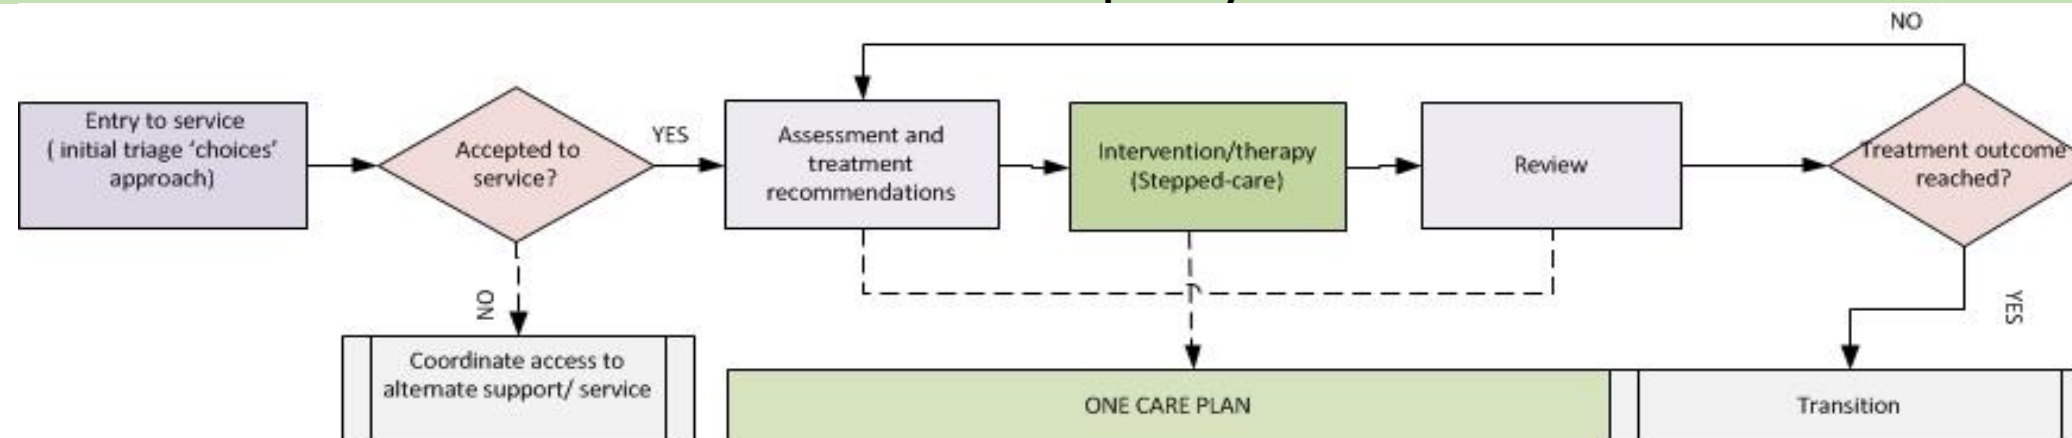 NO
Entry to service
( initial triage ‘choices’
approach)
Accepted to
service?
YES
Assessment and
treatment
recommendations
Intervention/therapy
(Stepped-care)
Review
Treatment outcome
reached?
NO
YES
Coordinate access to
alternate support/ service
ONE CARE PLAN
Transition